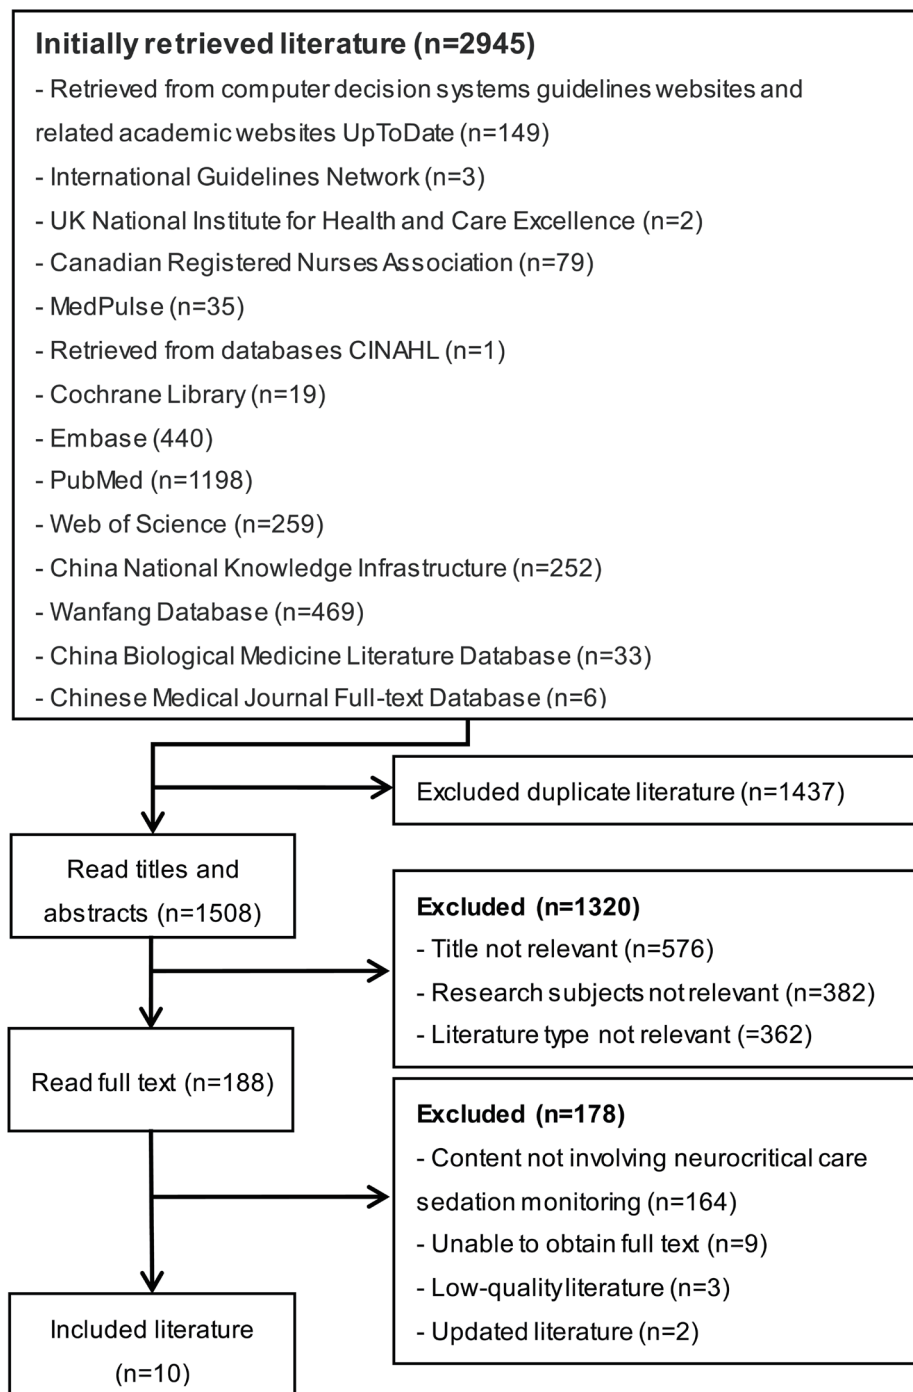 Initially retrieved literature (n=2945)
- Retrieved from computer decision systems guidelines websites and
related academic websites UpToDate (n=149)
- International Guidelines Network (n=3)
- UK National Institute for Health and Care Excellence (n=2)
- Canadian Registered Nurses Association (n=79)
- MedPulse (n=35)
- Retrieved from databases CINAHL (n=1)
- Cochrane Library (n=19)
- Embase (440)
- PubMed (n=1198)
- Web of Science (n=259)
- China National Knowledge Infrastructure (n=252)
- Wanfang Database (n=469)
- China Biological Medicine Literature Database (n=33)
- Chinese Medical Journal Full-text Database (n=6)
Excluded duplicate literature (n=1437)
Read titles and
abstracts (n=1508)
Excluded (n=1320)
- Title not relevant (n=576)
- Research subjects not relevant (n=382)
- Literature type not relevant (=362)
Read full text (n=188)
Excluded (n=178)
- Content not involving neurocritical care
sedation monitoring (n=164)
- Unable to obtain full text (n=9)
- Low-quality literature (n=3)
- Updated literature (n=2)
Included literature
(n=10)